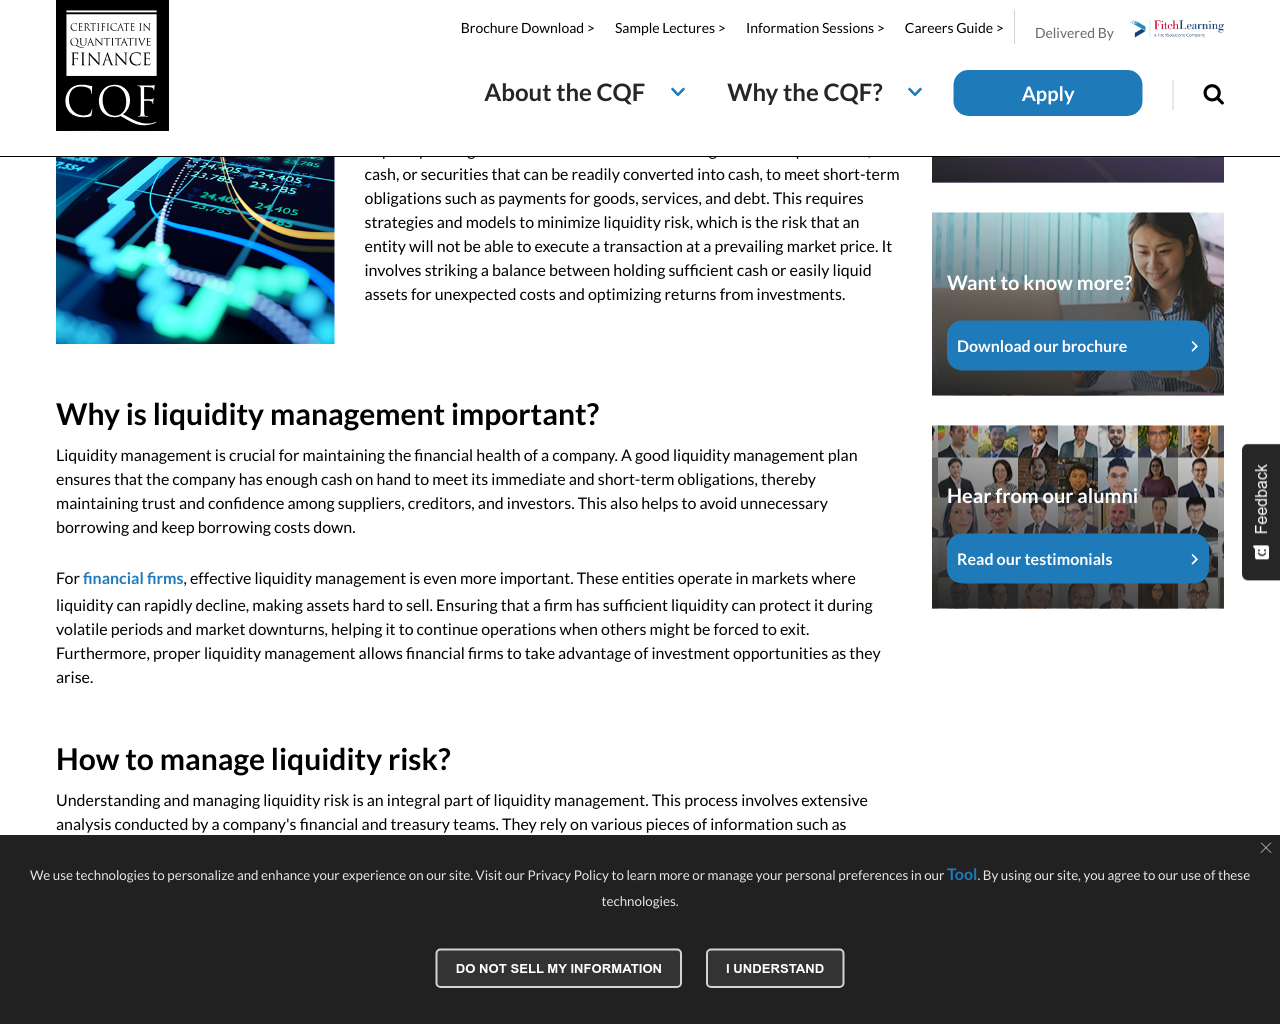 CERTIFICATE IN
QUANTITATIVE
FINANCE
CQF
Brochure Download >
Sample Lectures >
Information Sessions >
Careers Guide >
Delivered By
FitchLearning
About the CQF
Why the CQF?
Apply
cash, or securities that can be readily converted into cash, to meet short-term
obligations such as payments for goods, services, and debt. This requires
strategies and models to minimize liquidity risk, which is the risk that an
entity will not be able to execute a transaction at a prevailing market price. It
involves striking a balance between holding sufficient cash or easily liquid
assets for unexpected costs and optimizing returns from investments.
23,785
24,405
23,785
24,405
23,785
24,405
Want to know more?
Download our brochure
Hear from our alumni
Read our testimonials
Feedback
Why is liquidity management important?
Liquidity management is crucial for maintaining the financial health of a company. A good liquidity management plan
ensures that the company has enough cash on hand to meet its immediate and short-term obligations, thereby
maintaining trust and confidence among suppliers, creditors, and investors. This also helps to avoid unnecessary
borrowing and keep borrowing costs down.
For financial firms, effective liquidity management is even more important. These entities operate in markets where
liquidity can rapidly decline, making assets hard to sell. Ensuring that a firm has sufficient liquidity can protect it during
volatile periods and market downturns, helping it to continue operations when others might be forced to exit.
Furthermore, proper liquidity management allows financial firms to take advantage of investment opportunities as they
arise.
How to manage liquidity risk?
Understanding and managing liquidity risk is an integral part of liquidity management. This process involves extensive
analysis conducted by a company's financial and treasury teams. They rely on various pieces of information such as
We use technologies to personalize and enhance your experience on our site. Visit our Privacy Policy to learn more or manage your personal preferences in our Tool. By using our site, you agree to our use of these
technologies.
DO NOT SELL MY INFORMATION
I UNDERSTAND